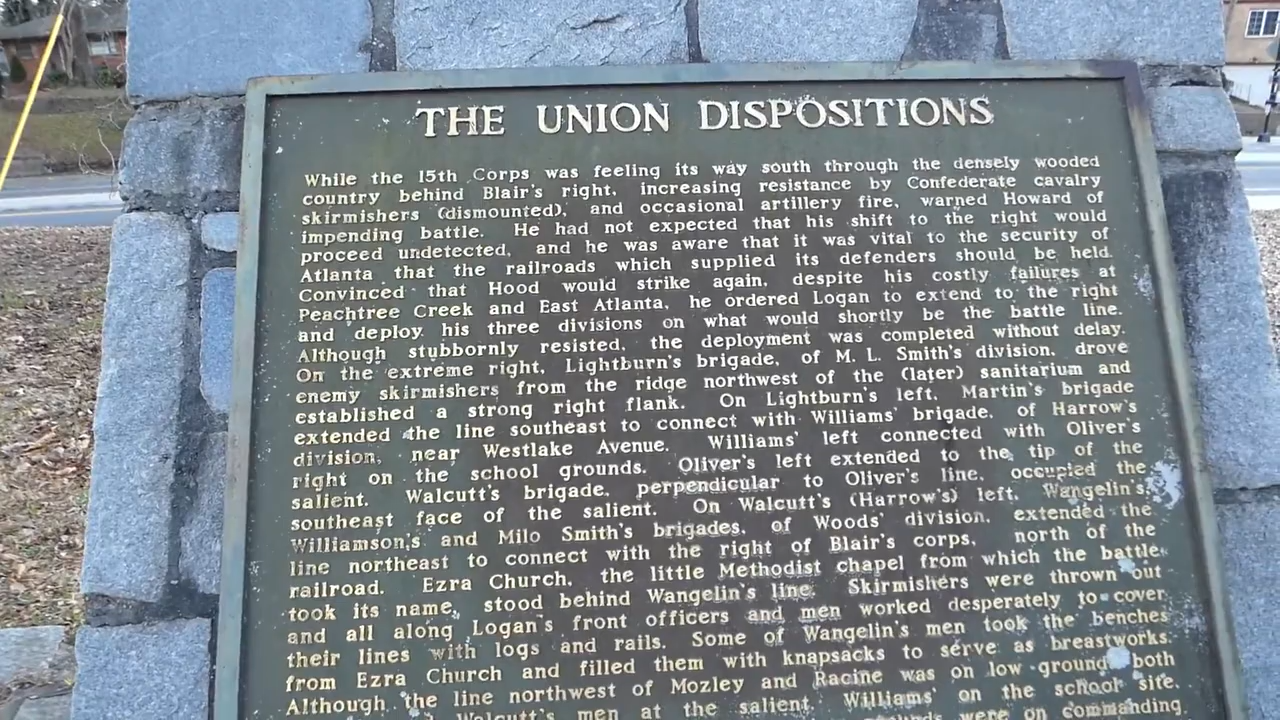 THE UNION DISPOSITIONS
While the 15th Corps was feeling its way south through the densely wooded
country behind Blair's right, increasing resistance by Confederate cavalry
skirmishers (dismounted), and occasional artillery fire, warned Howard of
impending battle. He had not expected that his shift to the right would
proceed undetected, and he was aware that it was vital to the security of
Atlanta that the railroads which supplied its defenders should be held.
Convinced that Hood would strike again, despite his costly failures at
Peachtree Creek and East Atlanta, he ordered Logan to extend to the right
and deploy his three divisions on what would shortly be the battle line.
Although stubbornly resisted, the deployment was completed without delay.
On the extreme right, Lightburn's brigade, of M. L. Smith's division, drove
enemy skirmishers from the ridge northwest of the (later) sanitarium and
established a strong right flank. On Lightburn's left, Martin's brigade
extended the line southeast to connect with Williams' brigade, of Harrow's
division, near Westlake Avenue. Williams' left connected with Oliver's
right on the school grounds. Oliver's left extended to the tip of the
salient. Walcutt's brigade, perpendicular to Oliver's line, occupied the
southeast face of the salient. On Walcutt's (Harrow's) left, Wangelin's,
Williamson's and Milo Smith's brigades, of Woods' division, extended the
line northeast to connect with the right of Blair's corps, north of the
railroad. Ezra Church, the little Methodist chapel from which the battle
took its name, stood behind Wangelin's line. Skirmishers were thrown out
and all along Logan's front officers and men worked desperately to cover
their lines with logs and rails. Some of Wangelin's men took the benches
from Ezra Church and filled them with knapsacks to serve as breastworks.
Although the line northwest of Mozley and Racine was on low ground, both
Walcutt's men at the salient, Williams' on the school site,
were on commanding